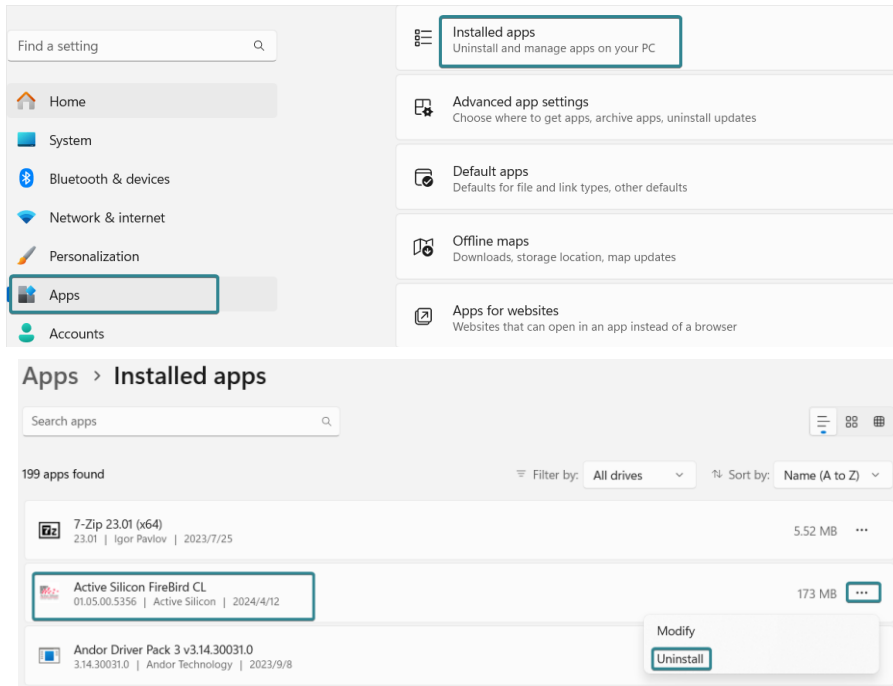 Find a setting
Home
System
Bluetooth & devices
Network & internet
Personalization
Apps
Accounts
Installed apps
Uninstall and manage apps on your PC
Advanced app settings
Choose where to get apps, archive apps, uninstall updates
Default apps
Defaults for file and link types, other defaults
Offline maps
Downloads, storage location, map updates
Apps for websites
Websites that can open in an app instead of a browser
Apps > Installed apps
Search apps
199 apps found
Filter by: All drives
Sort by: Name (A to Z)
7z
7-Zip 23.01 (x64)
23.01 | Igor Pavlov | 2023/7/25
5.52 MB
Active Silicon FireBird CL
01.05.00.5356 | Active Silicon | 2024/4/12
173 MB
Modify
Uninstall
Andor Driver Pack 3 v3.14.30031.0
3.14.30031.0 | Andor Technology | 2023/9/8